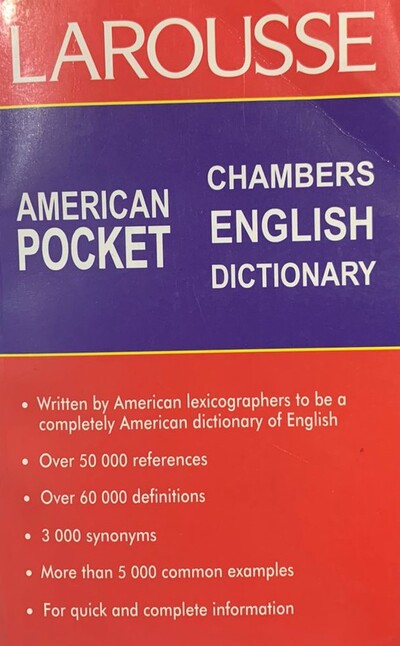 LAROUSSE
AMERICAN
POCKET
CHAMBERS
ENGLISH
DICTIONARY
• Written by American lexicographers to be a
completely American dictionary of English
• Over 50 000 references
• Over 60 000 definitions
• 3 000 synonyms
• More than 5 000 common examples
• For quick and complete information